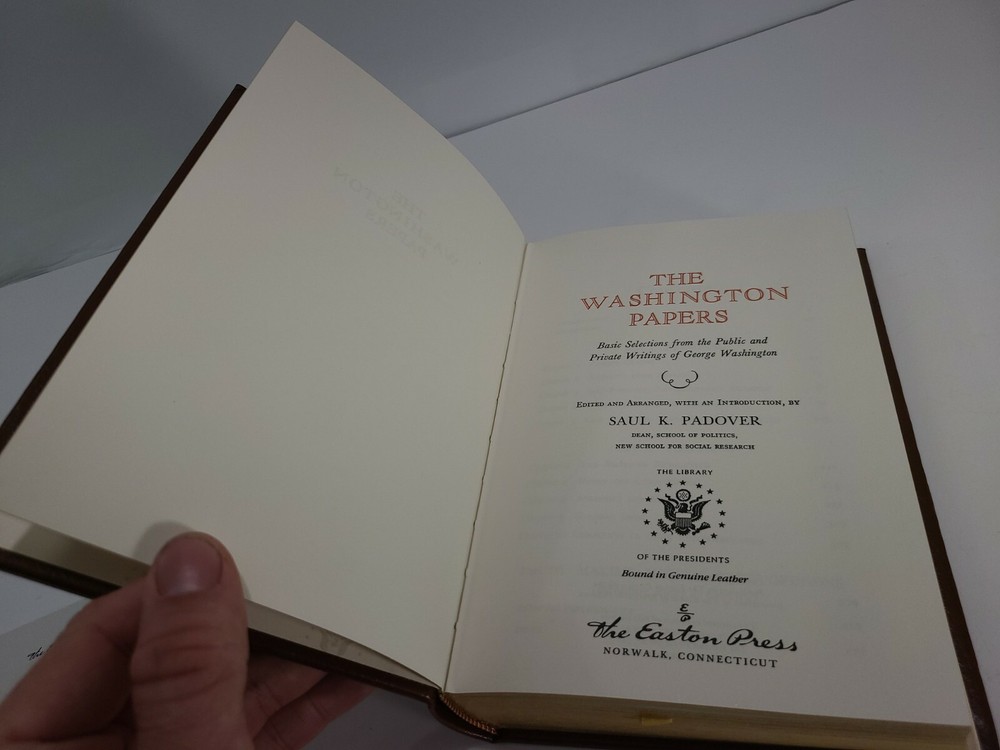 THE
WASHINGTON
PAPERS
Basic Selections from the Public and
Private Writings of George Washington
EDITED AND ARRANGED, WITH AN INTRODUCTION, BY
SAUL K. PADOVER
DEAN, SCHOOL OF POLITICS,
NEW SCHOOL FOR SOCIAL RESEARCH
THE LIBRARY
OF THE PRESIDENTS
Bound in Genuine Leather
E
P
The Easton Press
NORWALK, CONNECTICUT
The